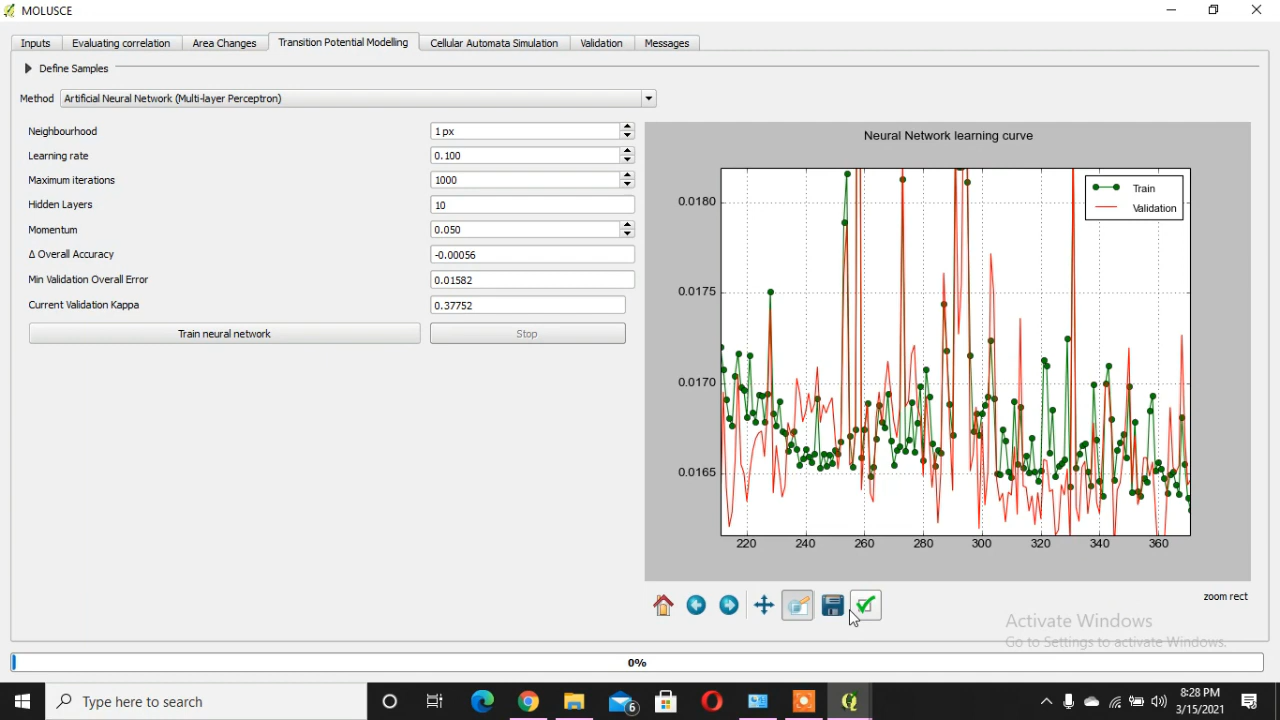 MOLUSCE
Inputs Evaluating correlation Area Changes Transition Potential Modelling Cellular Automata Simulation Validation Messages
Define Samples
Method Artificial Neural Network (Multi-layer Perceptron)
Neighbourhood 1 px
Learning rate 0.100
Maximum iterations 1000
Hidden Layers 10
Momentum 0.050
Δ Overall Accuracy -0.00056
Min Validation Overall Error 0.01582
Current Validation Kappa 0.37752
Train neural network Stop
Neural Network learning curve
Train
Validation
0.0180
0.0175
0.0170
0.0165
220 240 260 280 300 320 340 360
zoom rect
Activate Windows
Go to Settings to activate Windows.
0%
Type here to search
6
8:28 PM
3/15/2021